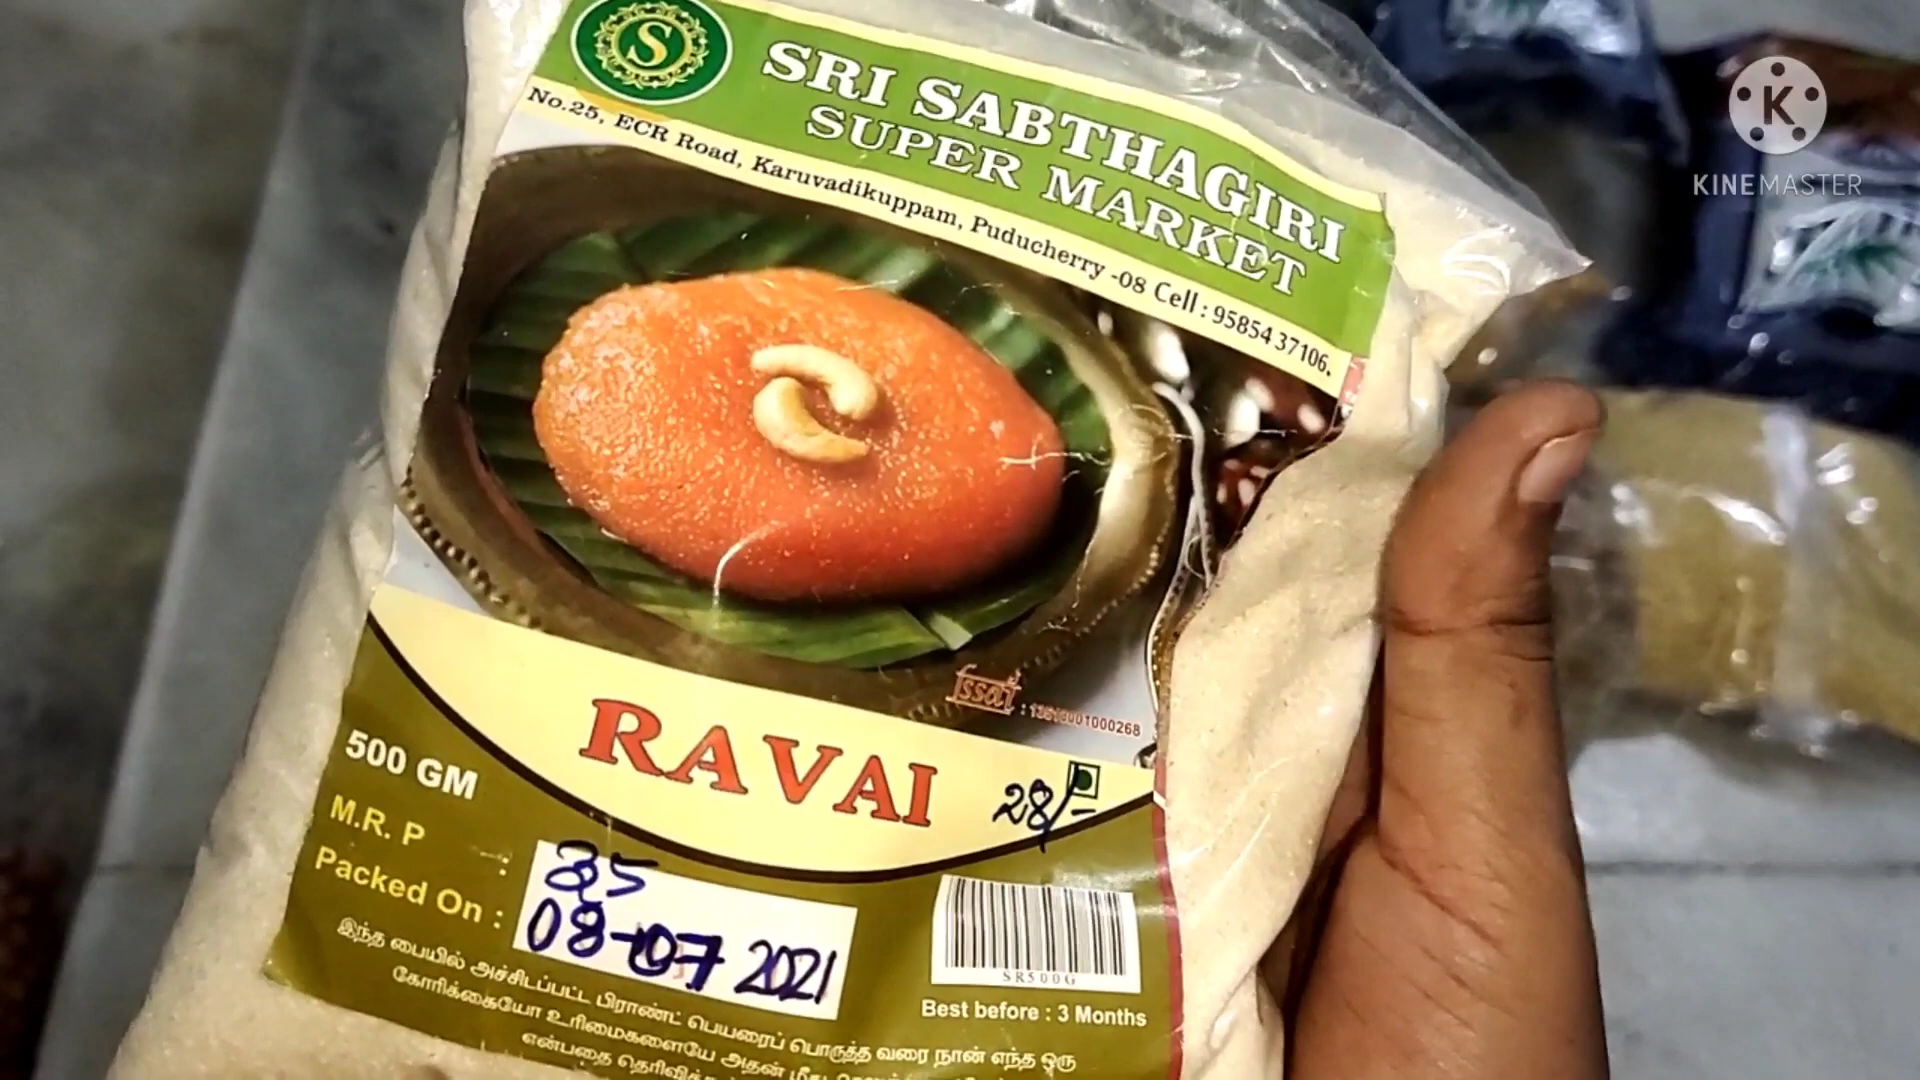 S
SRI SABTHAGIRI
SUPER MARKET
No.25, ECR Road, Karuvadikuppam, Puducherry -08 Cell : 95854 37106.
K
KINEMASTER
fssai : 13518001000268
RAVAI
28/-
500 GM
M.R. P : 35
Packed On : 08-07 2021
SR500G
Best before : 3 Months
இந்த பையில் அச்சிடப்பட்ட பிராண்ட் பெயரைப் பொருத்த வரை நான் எந்த ஒரு
கோரிக்கையோ உரிமைகளையே அதன் மீது
என்பதை